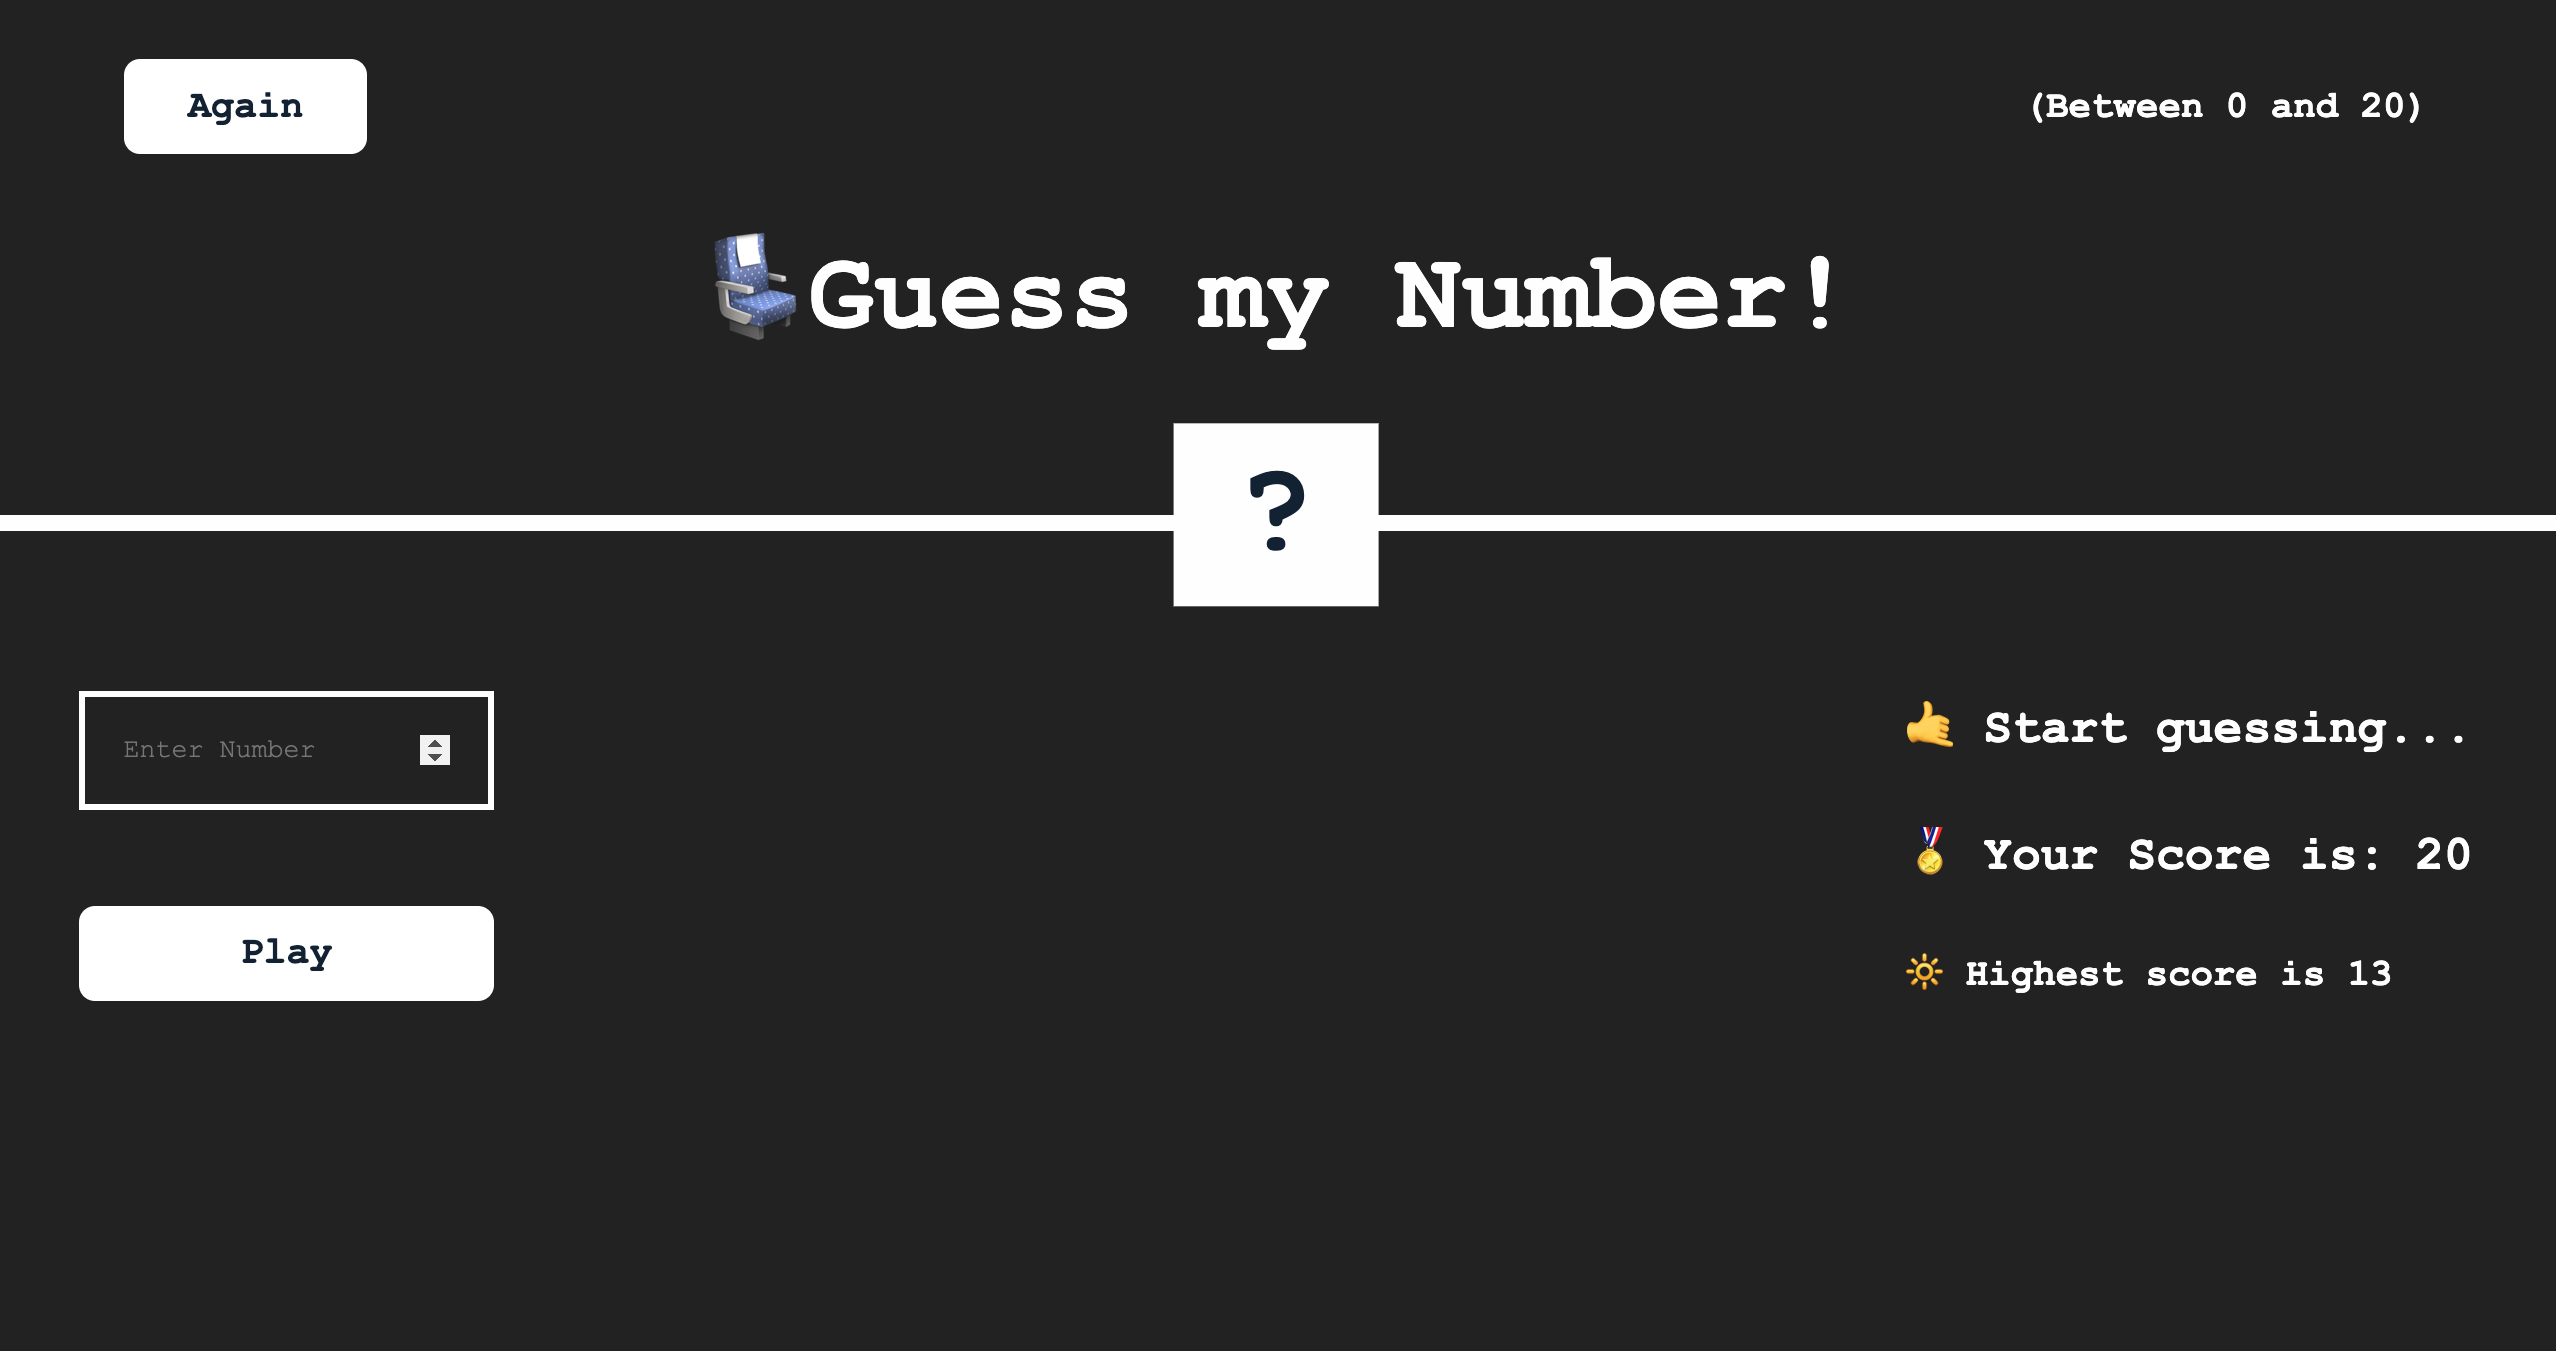 Again
(Between 0 and 20)
💺Guess my Number!
?
Enter Number
Play
🤙 Start guessing...
🏅 Your Score is: 20
🔆 Highest score is 13